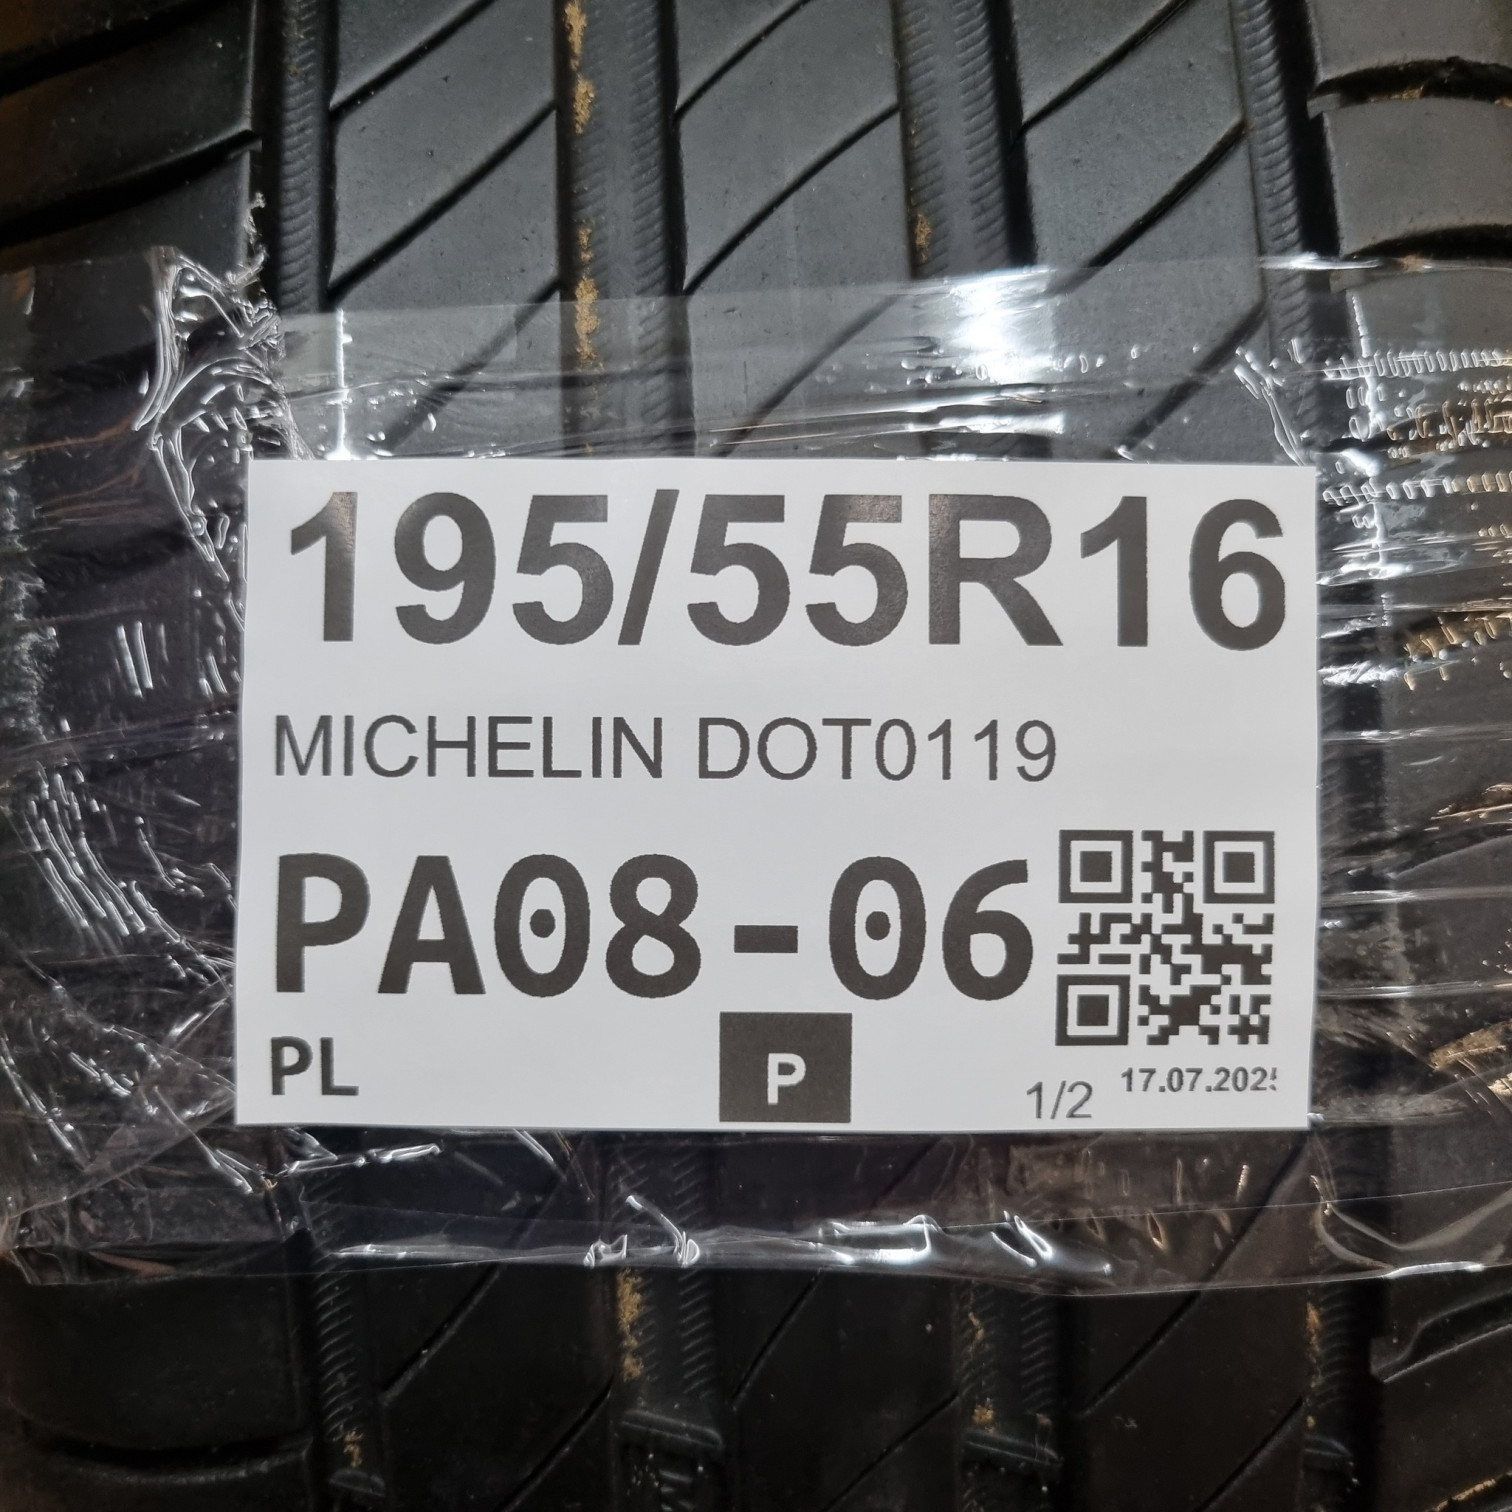 195/55R16
MICHELIN DOT0119
PA08-06
PL
P
1/2
17.07.202